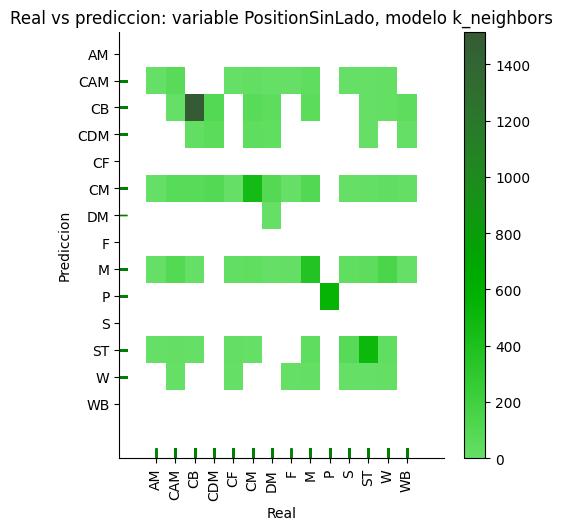 Real vs prediccion: variable PositionSinLado, modelo k_neighbors
AM
CAM
CB
CDM
CF
CM
DM
F
M
P
S
ST
W
WB
Prediccion
AM
CAM
CB
CDM
CF
CM
DM
F
M
P
S
ST
W
WB
Real
1400
1200
1000
800
600
400
200
0